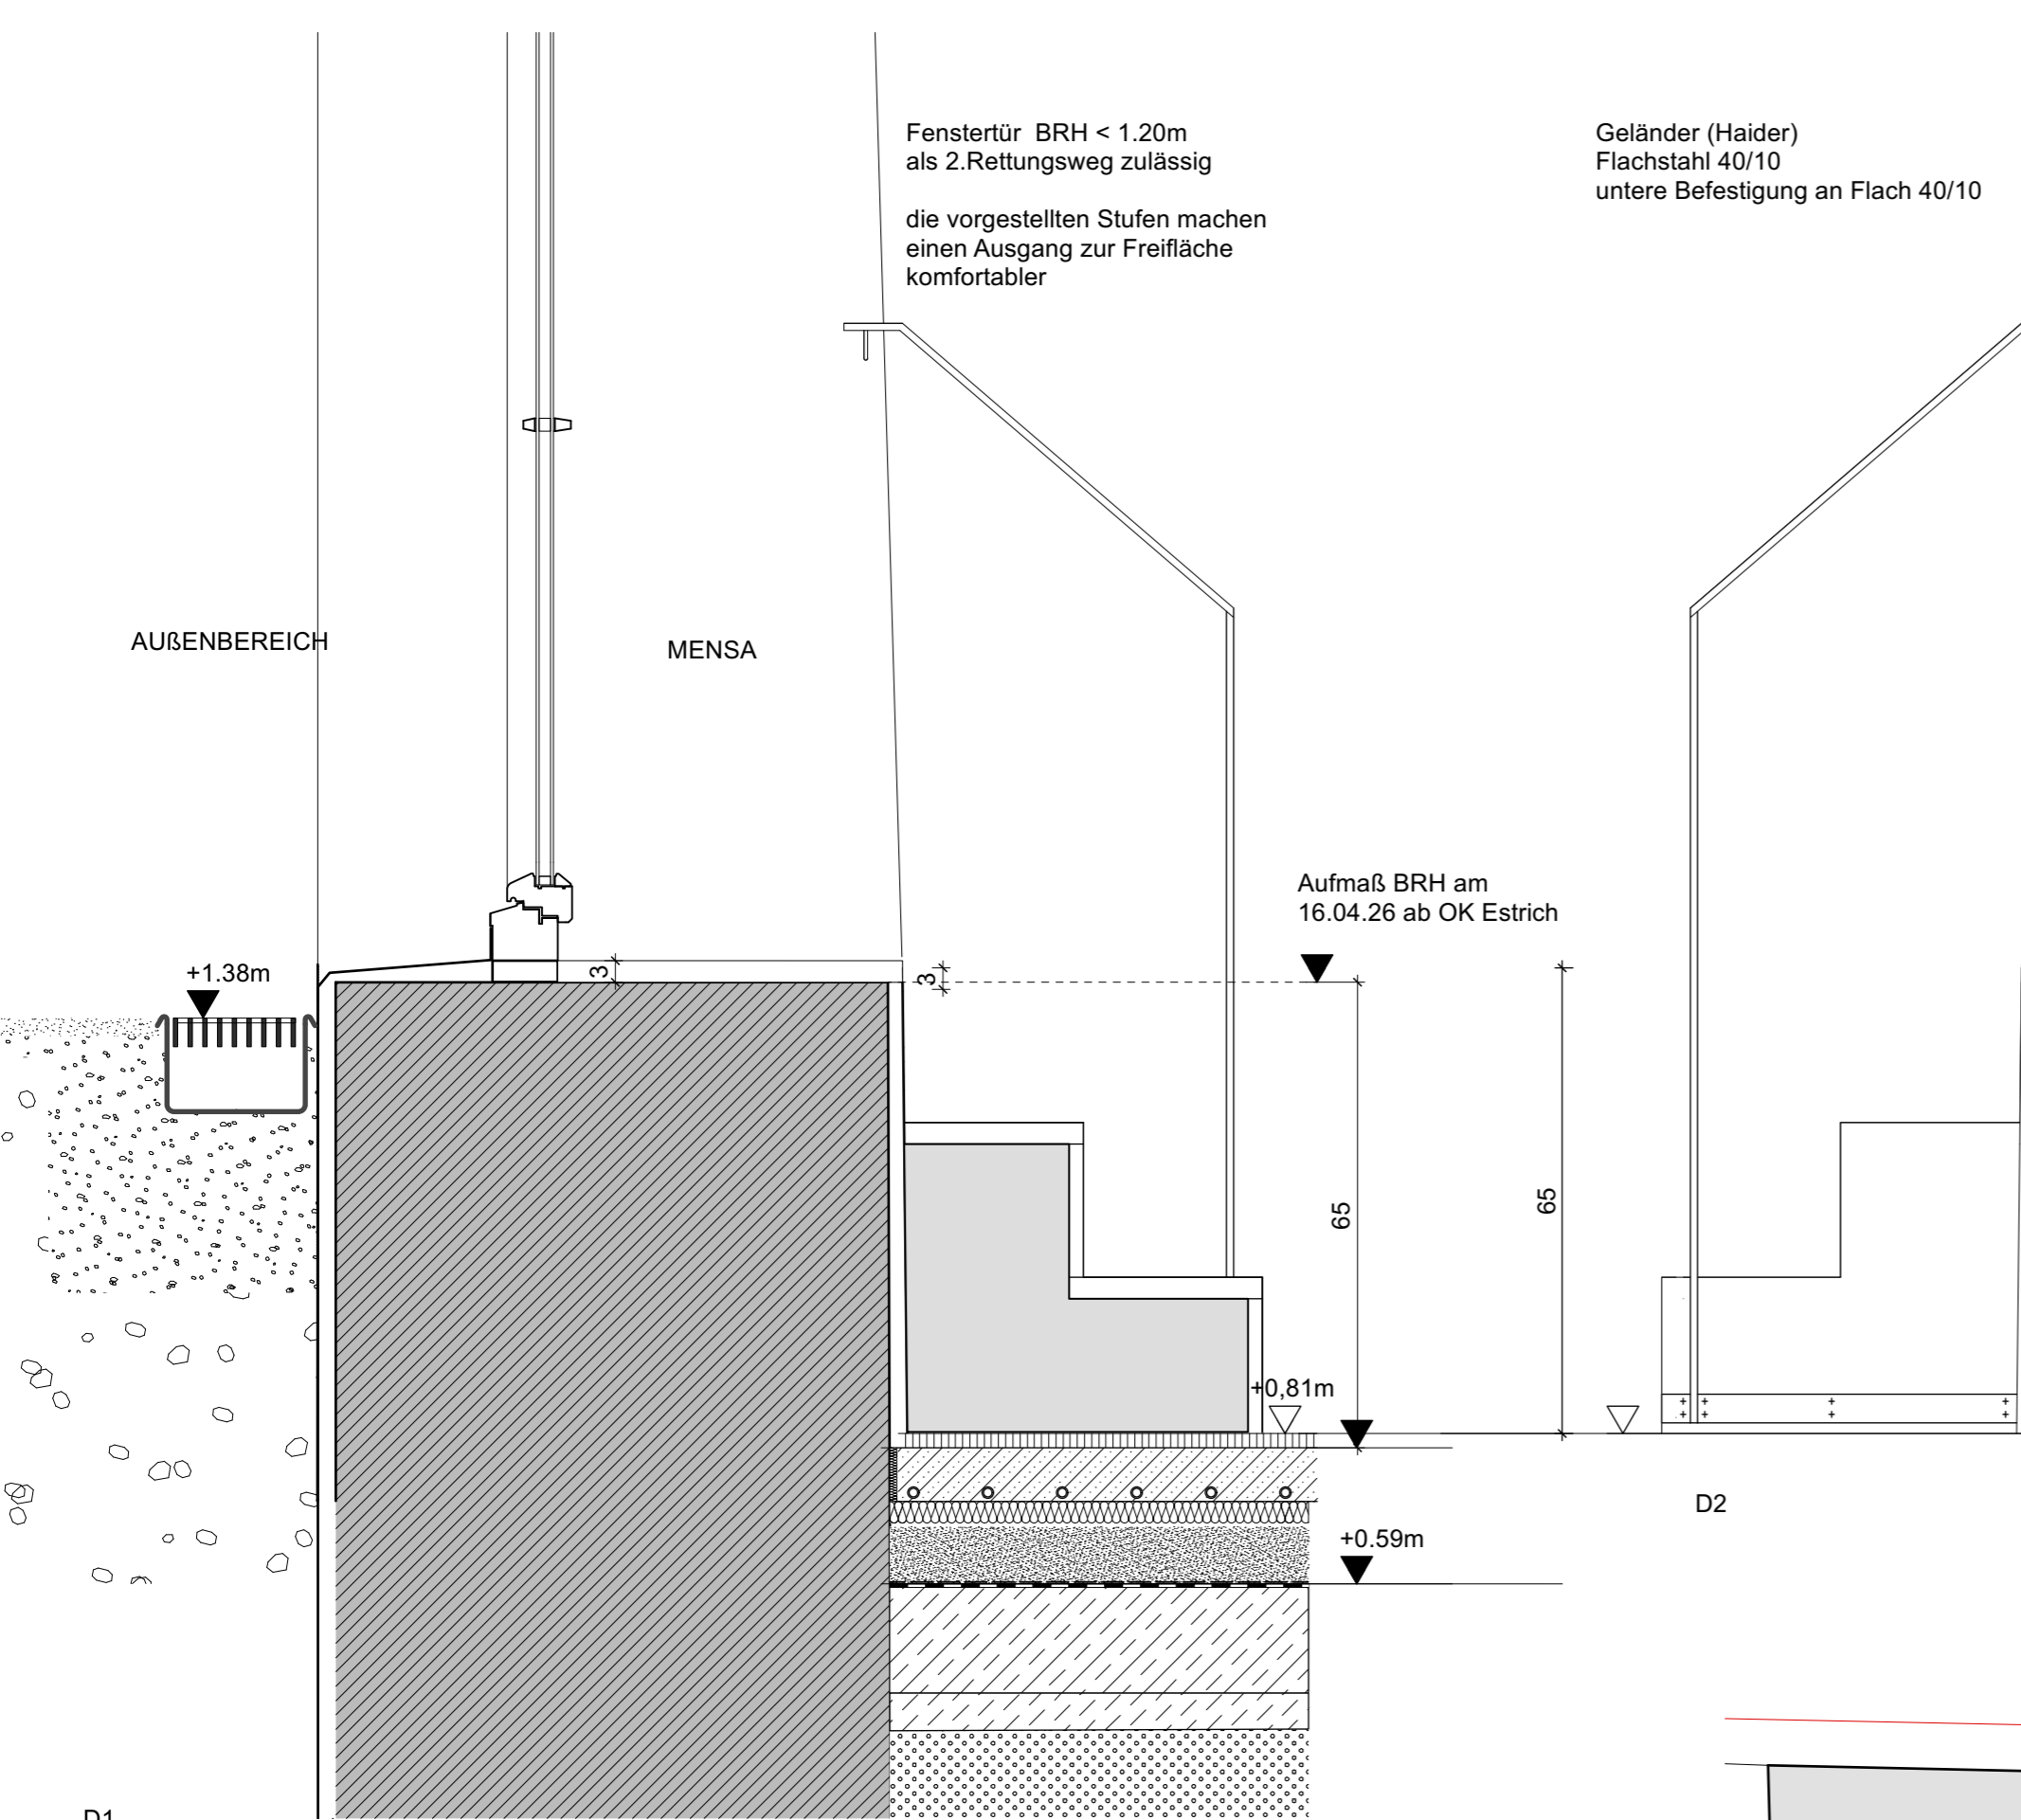 Fenstertür  BRH < 1.20m
als 2.Rettungsweg zulässig
die vorgestellten Stufen machen
einen Ausgang zur Freifläche
komfortabler
Geländer (Haider)
Flachstahl 40/10
untere Befestigung an Flach 40/10
AUßENBEREICH
MENSA
Aufmaß BRH am
16.04.26 ab OK Estrich
+1.38m
3
3
65
65
+0,81m
+0.59m
D2
D1